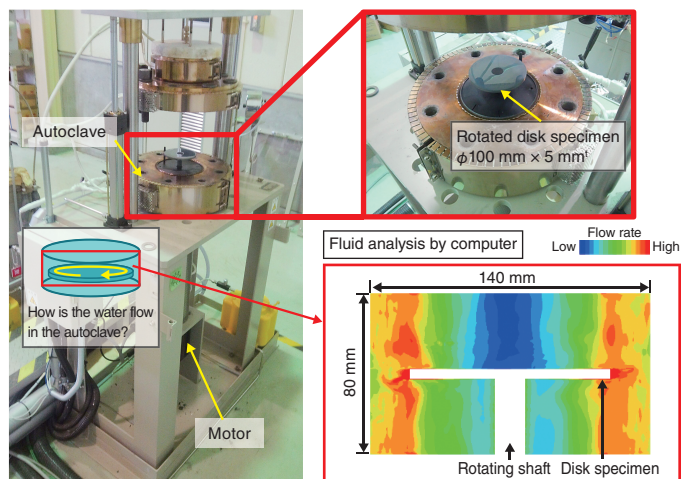 Autoclave
Rotated disk specimen
φ100 mm × 5 mmᵗ
Fluid analysis by computer
Flow rate
Low High
How is the water flow
in the autoclave?
140 mm
80 mm
Motor
Rotating shaft Disk specimen